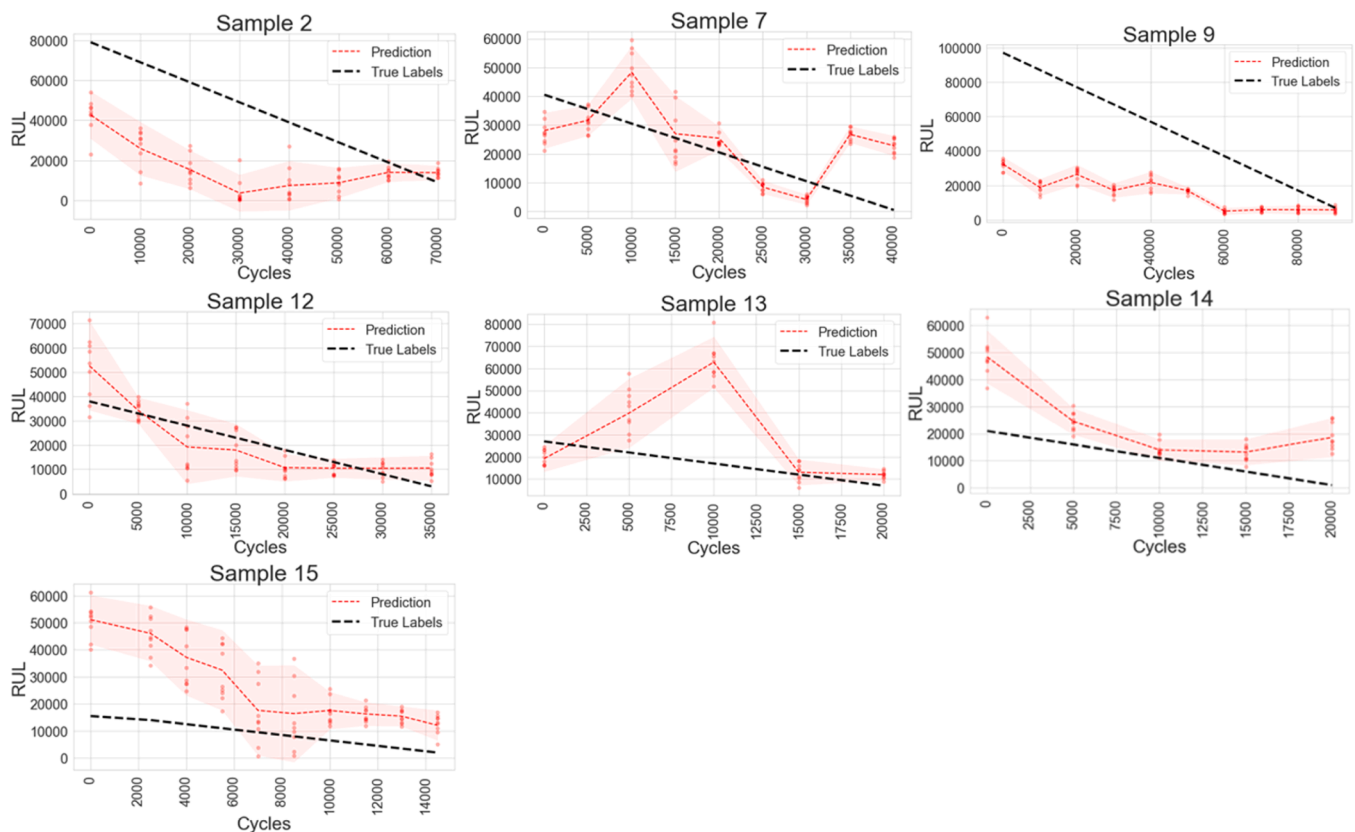 Sample 2
80000
60000
40000
20000
0
RUL
0
10000
20000
30000
40000
50000
60000
70000
Cycles
Prediction
True Labels
Sample 7
60000
50000
40000
30000
20000
10000
0
RUL
0
5000
10000
15000
20000
25000
30000
35000
40000
Cycles
Prediction
True Labels
Sample 9
100000
80000
60000
40000
20000
0
RUL
0
20000
40000
60000
80000
Cycles
Prediction
True Labels
Sample 12
70000
60000
50000
40000
30000
20000
10000
0
RUL
0
5000
10000
15000
20000
25000
30000
35000
Cycles
Prediction
True Labels
Sample 13
80000
70000
60000
50000
40000
30000
20000
10000
RUL
0
2500
5000
7500
10000
12500
15000
17500
20000
Cycles
Prediction
True Labels
Sample 14
60000
50000
40000
30000
20000
10000
0
RUL
0
2500
5000
7500
10000
12500
15000
17500
20000
Cycles
Prediction
True Labels
Sample 15
60000
50000
40000
30000
20000
10000
0
RUL
0
2000
4000
6000
8000
10000
12000
14000
Cycles
Prediction
True Labels